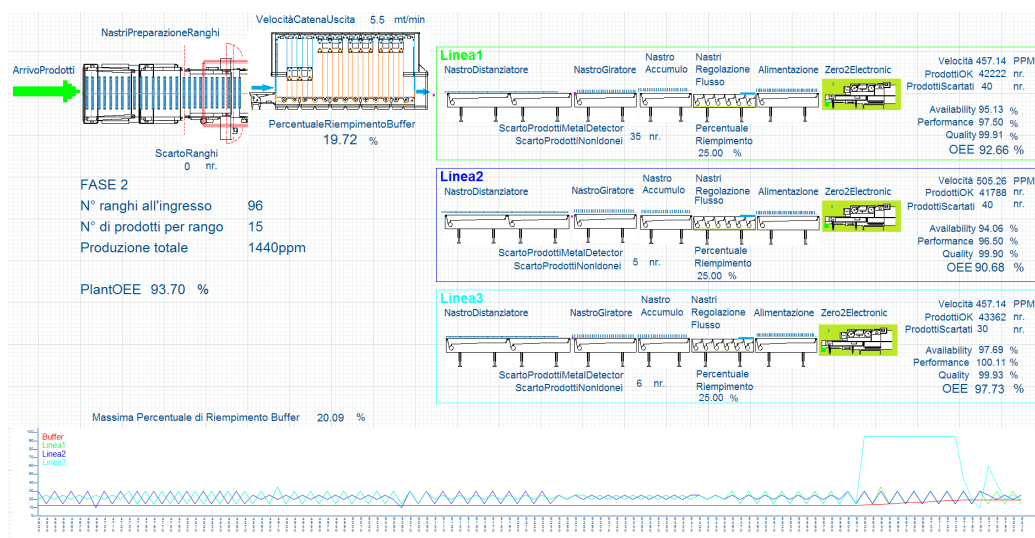 VelocitàCatenaUscita 5.5 mt/min
NastriPreparazioneRanghi
ArrivoProdotti
PercentualeRiempimentoBuffer
19.72 %
ScartoRanghi
0 nr.
FASE 2
N° ranghi all'ingresso 96
N° di prodotti per rango 15
Produzione totale 1440ppm
PlantOEE 93.70 %
Linea1
NastroDistanziatore
NastroGiratore
Nastro
Accumulo
Nastri
Regolazione
Flusso
Alimentazione
Zero2Electronic
ScartoProdottiMetalDetector
ScartoProdottiNonIdonei
35 nr.
Percentuale
Riempimento
25.00 %
Velocità 457.14 PPM
ProdottiOK 42222 nr.
ProdottiScartati 40 nr.
Availability 95.13 %
Performance 97.50 %
Quality 99.91 %
OEE 92.66 %
Linea2
NastroDistanziatore
NastroGiratore
Nastro
Accumulo
Nastri
Regolazione
Flusso
Alimentazione
Zero2Electronic
ScartoProdottiMetalDetector
ScartoProdottiNonIdonei
5 nr.
Percentuale
Riempimento
25.00 %
Velocità 505.26 PPM
ProdottiOK 41788 nr.
ProdottiScartati 40 nr.
Availability 94.06 %
Performance 96.50 %
Quality 99.90 %
OEE 90.68 %
Linea3
NastroDistanziatore
NastroGiratore
Nastro
Accumulo
Nastri
Regolazione
Flusso
Alimentazione
Zero2Electronic
ScartoProdottiMetalDetector
ScartoProdottiNonIdonei
6 nr.
Percentuale
Riempimento
25.00 %
Velocità 457.14 PPM
ProdottiOK 43362 nr.
ProdottiScartati 30 nr.
Availability 97.69 %
Performance 100.11 %
Quality 99.93 %
OEE 97.73 %
Massima Percentuale di Riempimento Buffer 20.09 %
Buffer
Linea1
Linea2
Linea3